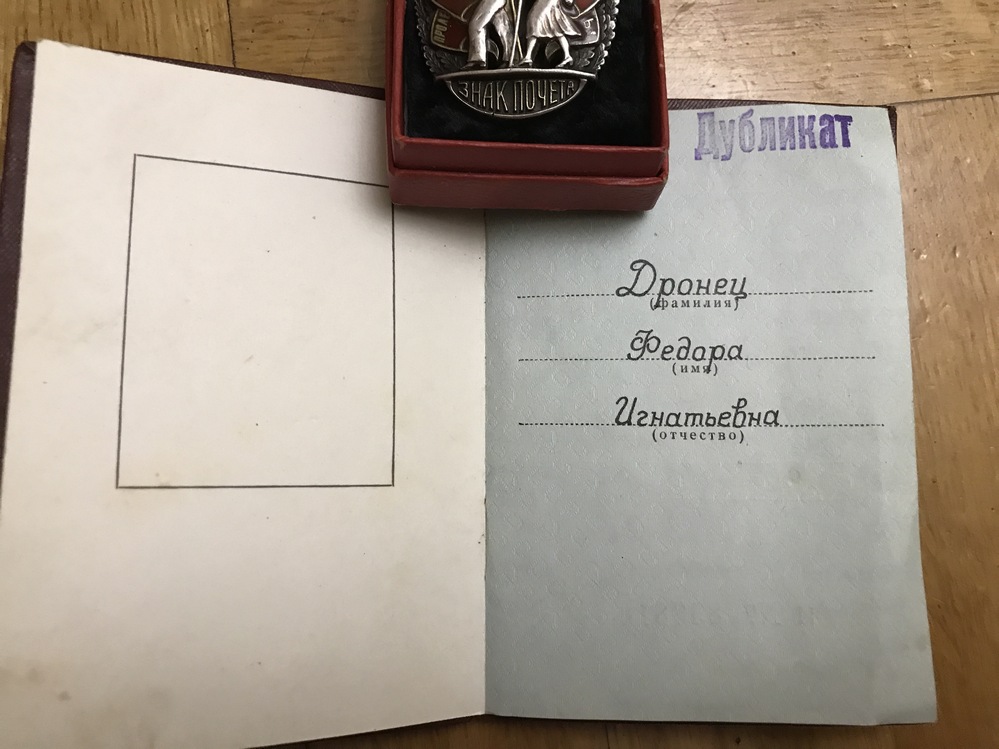 ЗНАК ПОЧЕТА
Дубликат
Дронец
(фамилия)
Федора
(имя)
Игнатьевна
(отчество)